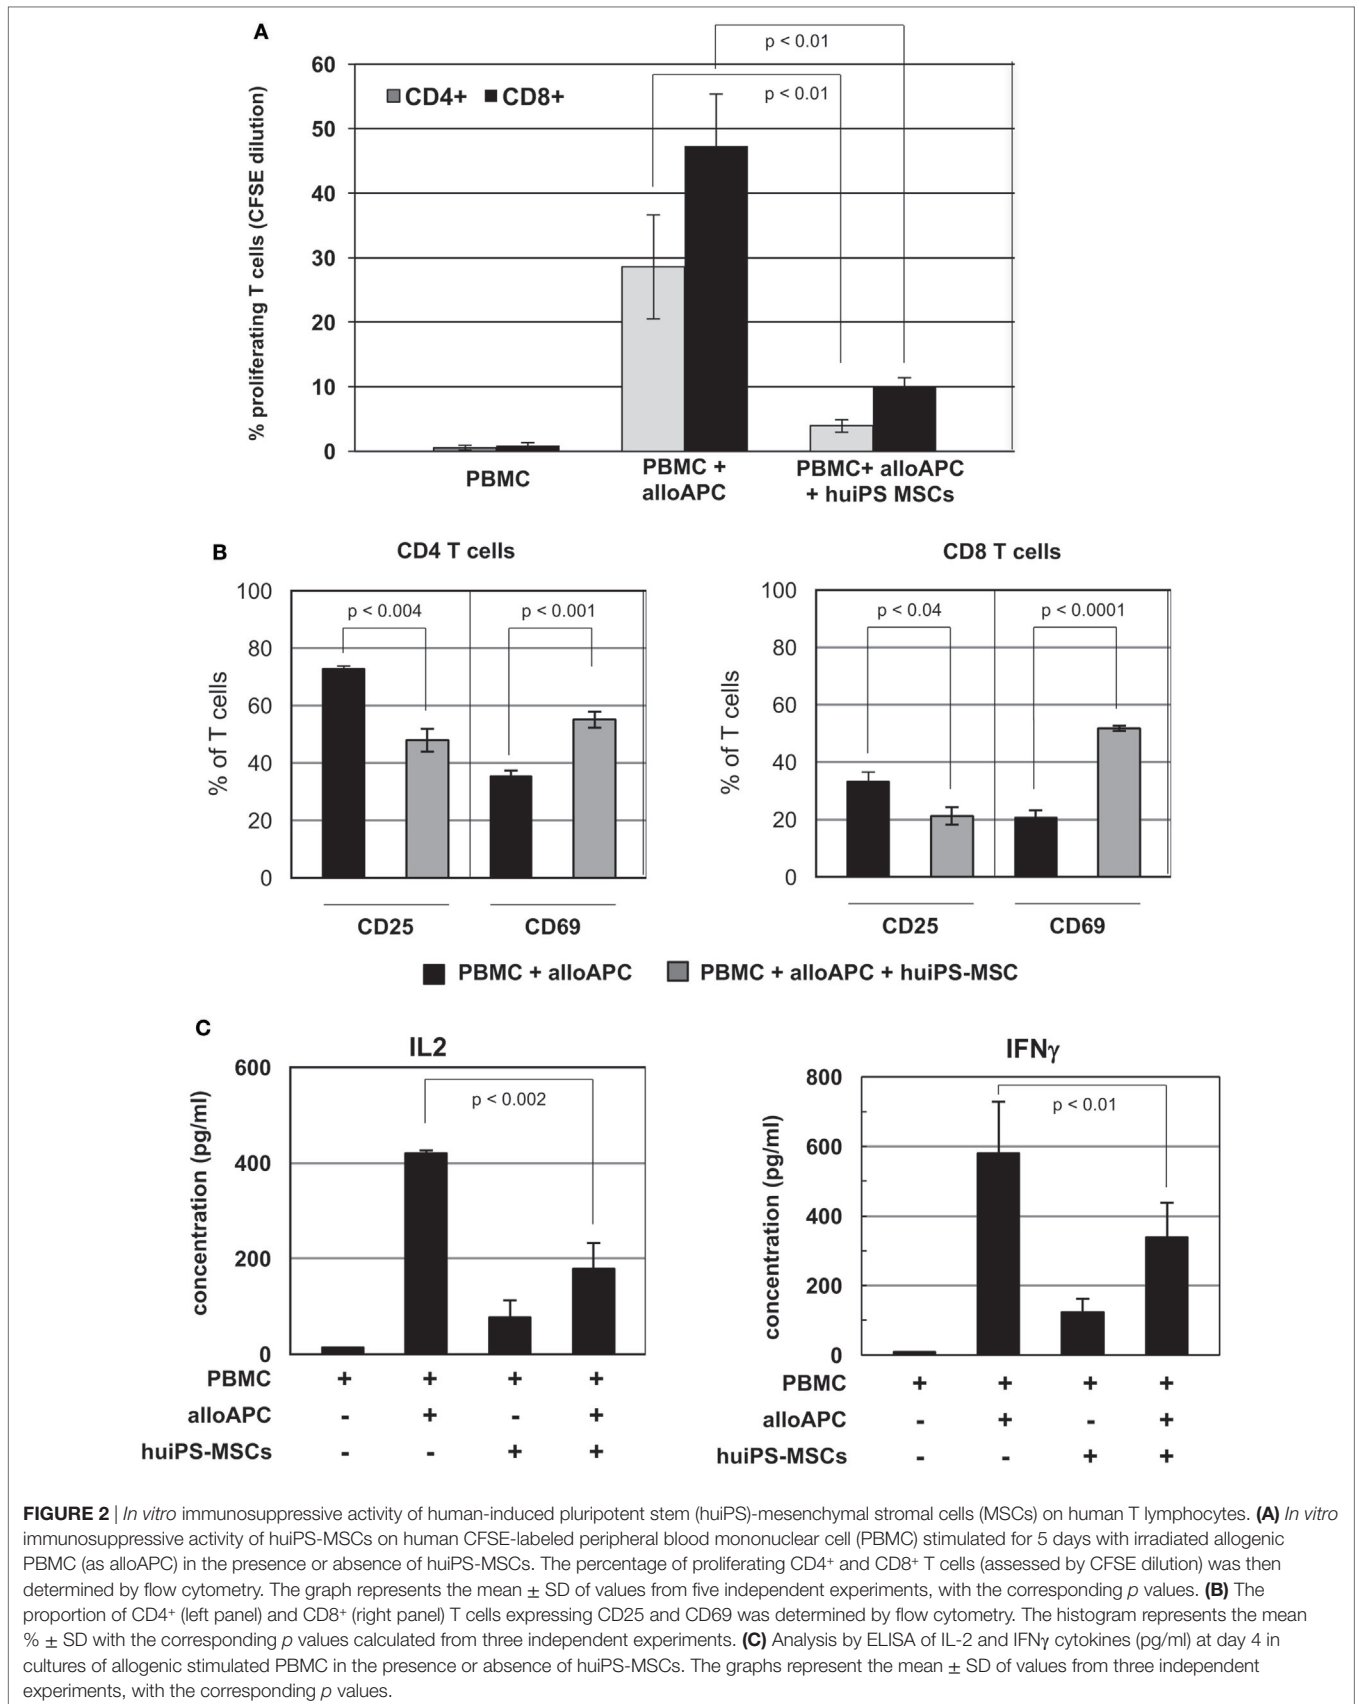 A
p < 0.01
p < 0.01
CD4+ CD8+
% proliferating T cells (CFSE dilution)
60
50
40
30
20
10
0
PBMC
PBMC +
alloAPC
PBMC+ alloAPC
+ huiPS MSCs
B
CD4 T cells
% of T cells
100
80
60
40
20
0
p < 0.004
p < 0.001
CD25
CD69
CD8 T cells
% of T cells
100
80
60
40
20
0
p < 0.04
p < 0.0001
CD25
CD69
PBMC + alloAPC PBMC + alloAPC + huiPS-MSC
C
IL2
concentration (pg/ml)
600
400
200
0
p < 0.002
PBMC + + + +
alloAPC - + - +
huiPS-MSCs - - + +
IFNγ
concentration (pg/ml)
800
600
400
200
0
p < 0.01
PBMC + + + +
alloAPC - + - +
huiPS-MSCs - - + +
FIGURE 2 | In vitro immunosuppressive activity of human-induced pluripotent stem (huiPS)-mesenchymal stromal cells (MSCs) on human T lymphocytes. (A) In vitro
immunosuppressive activity of huiPS-MSCs on human CFSE-labeled peripheral blood mononuclear cell (PBMC) stimulated for 5 days with irradiated allogenic
PBMC (as alloAPC) in the presence or absence of huiPS-MSCs. The percentage of proliferating CD4⁺ and CD8⁺ T cells (assessed by CFSE dilution) was then
determined by flow cytometry. The graph represents the mean ± SD of values from five independent experiments, with the corresponding p values. (B) The
proportion of CD4⁺ (left panel) and CD8⁺ (right panel) T cells expressing CD25 and CD69 was determined by flow cytometry. The histogram represents the mean
% ± SD with the corresponding p values calculated from three independent experiments. (C) Analysis by ELISA of IL-2 and IFNγ cytokines (pg/ml) at day 4 in
cultures of allogenic stimulated PBMC in the presence or absence of huiPS-MSCs. The graphs represent the mean ± SD of values from three independent
experiments, with the corresponding p values.